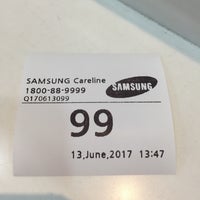 SAMSUNG Careline
1800-88-9999
Q170613099
SAMSUNG
99
13,June,2017 13:47